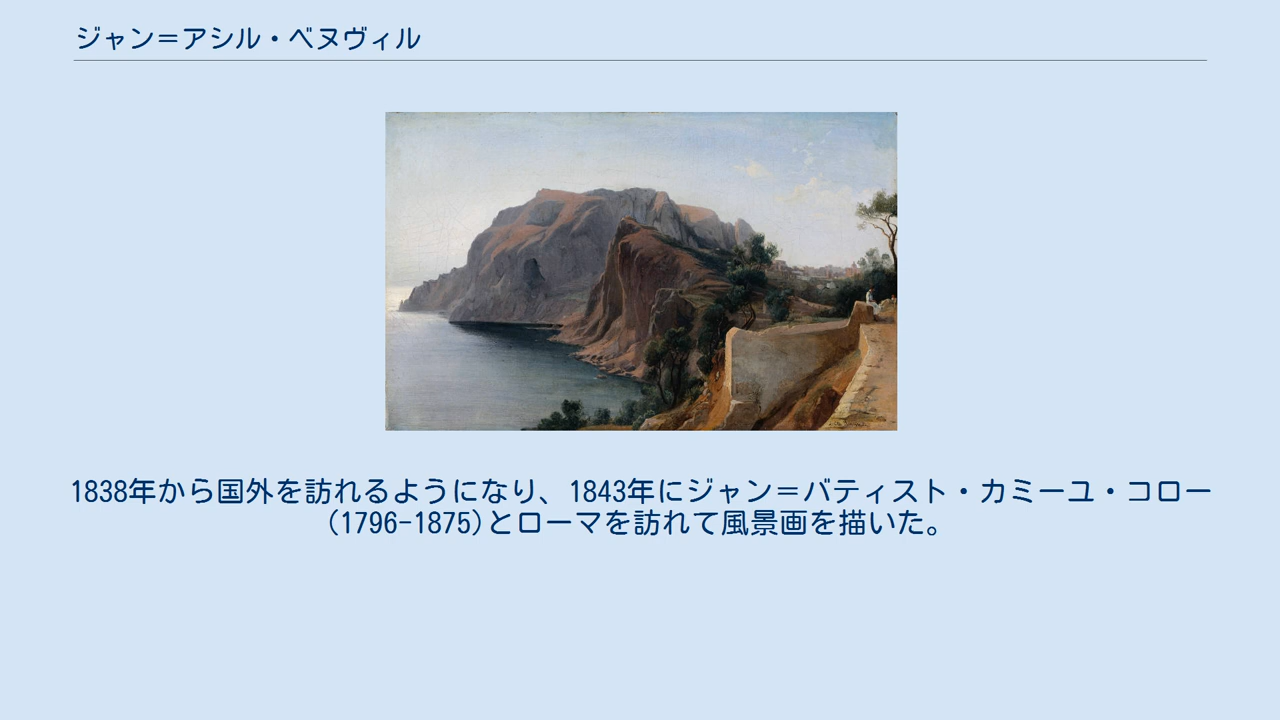 ジャン＝アシル・ベヌヴィル
1838年から国外を訪れるようになり、1843年にジャン＝バティスト・カミーユ・コロー
(1796-1875)とローマを訪れて風景画を描いた。